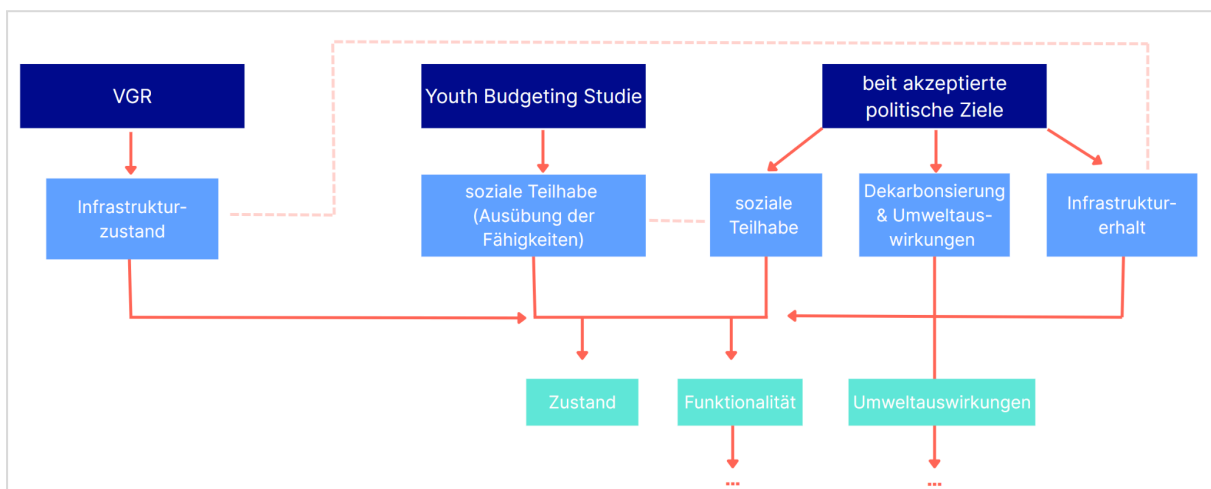 VGR
Youth Budgeting Studie
beit akzeptierte
politische Ziele
Infrastruktur-
zustand
soziale Teilhabe
(Ausübung der
Fähigkeiten)
soziale
Teilhabe
Dekarbonsierung
& Umweltaus-
wirkungen
Infrastruktur-
erhalt
Zustand
Funktionalität
Umweltauswirkungen
...
...